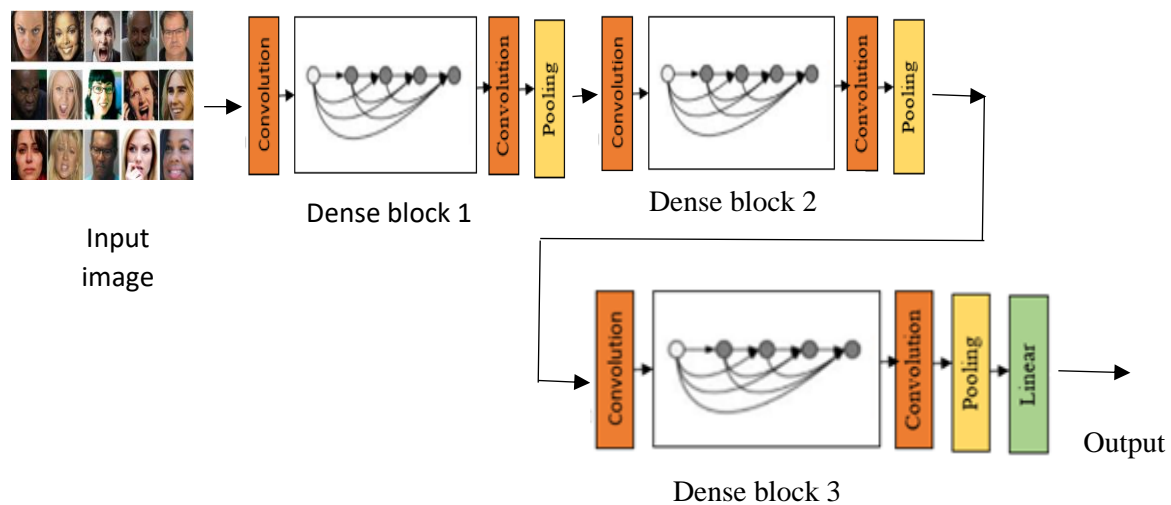 Convolution
Convolution
Pooling
Convolution
Convolution
Pooling
Dense block 1
Dense block 2
Input
image
Convolution
Convolution
Pooling
Linear
Output
Dense block 3